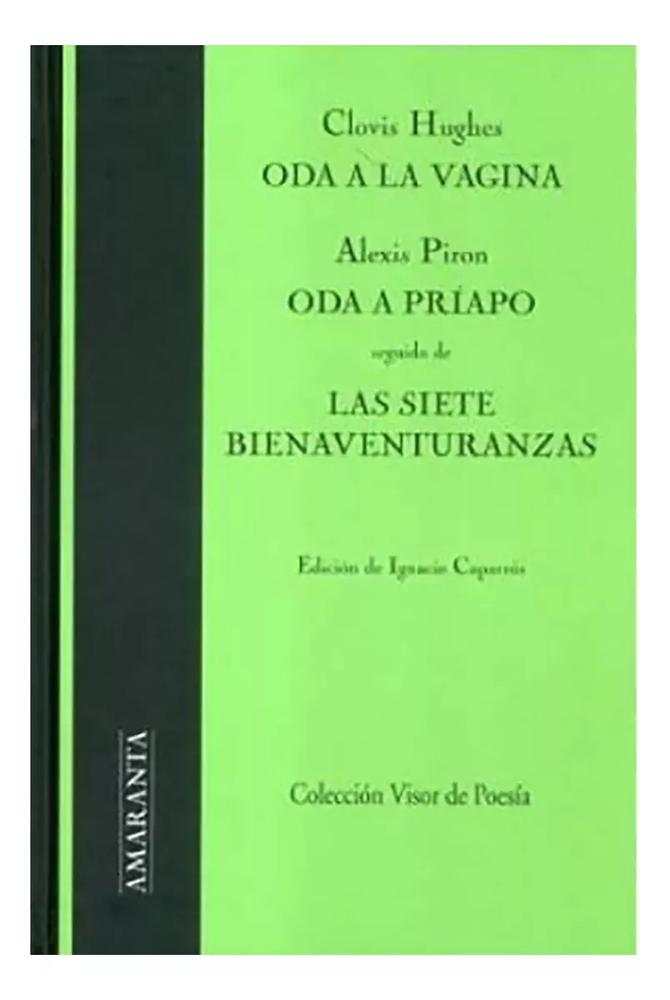 Clovis Hughes
ODA A LA VAGINA
Alexis Piron
ODA A PRÍAPO
seguido de
LAS SIETE
BIENAVENTURANZAS
Edición de Ignacio Caparrós
Colección Visor de Poesía
AMARANTA